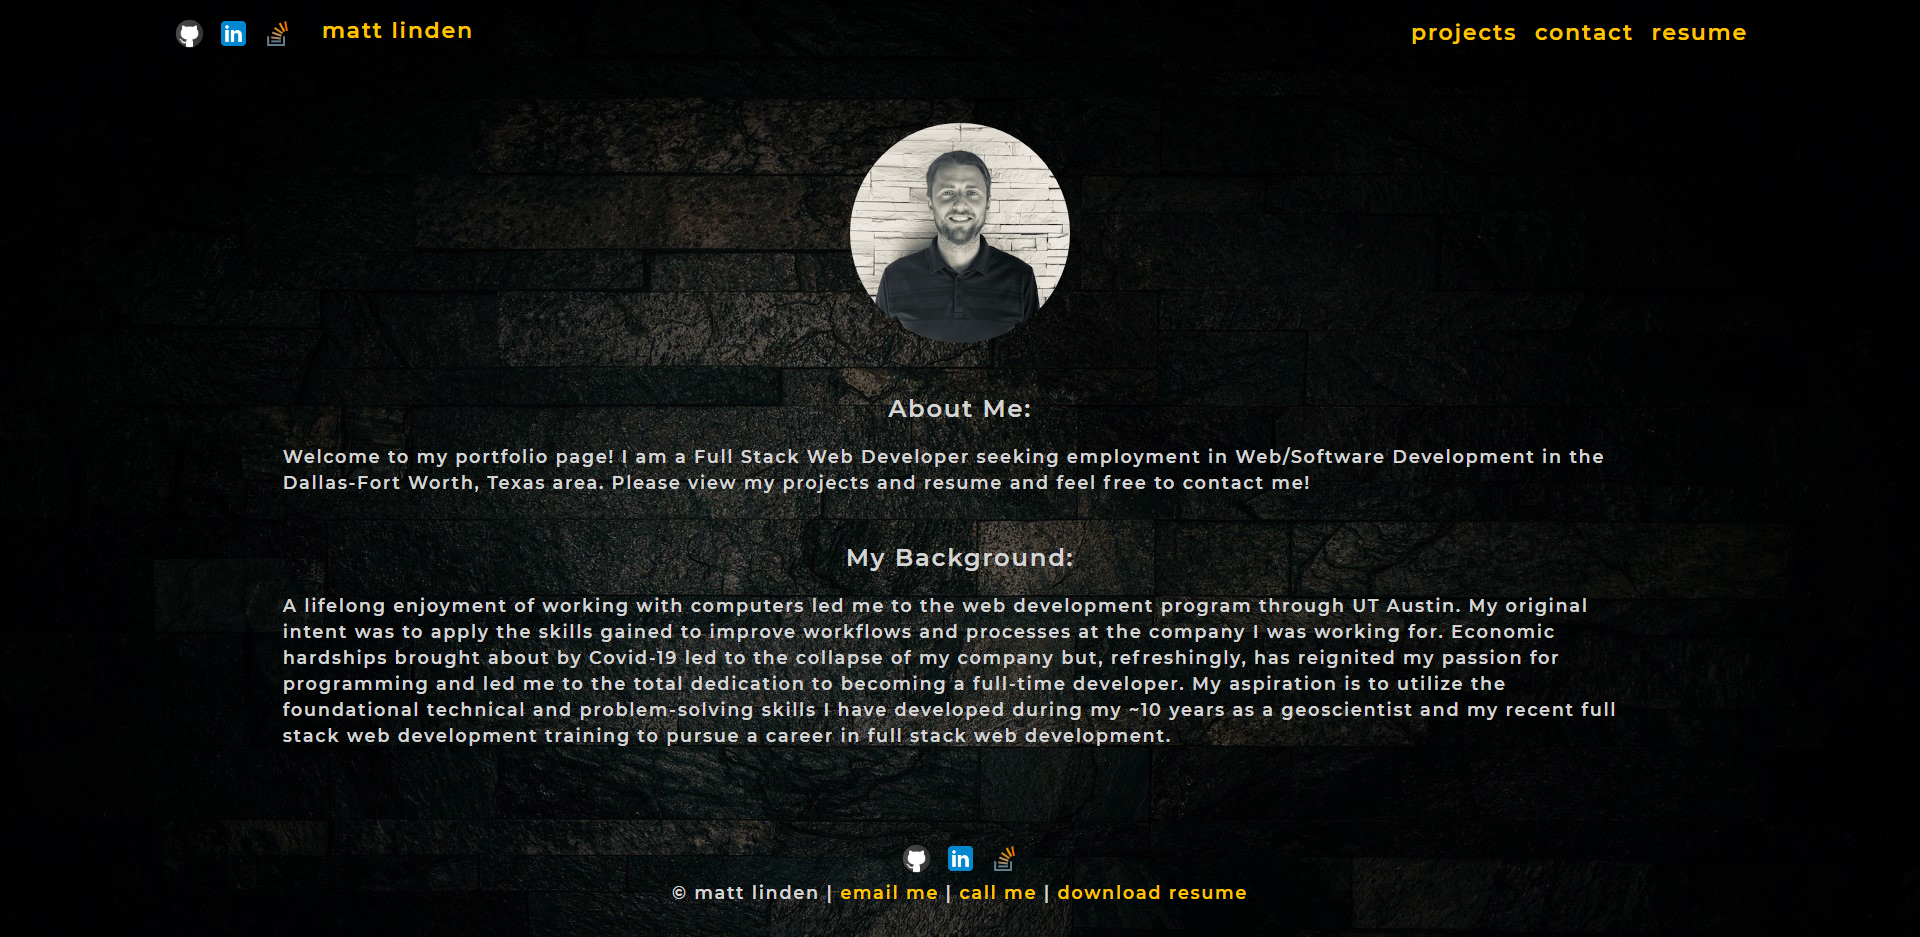 in matt linden projects contact resume
About Me:
Welcome to my portfolio page! I am a Full Stack Web Developer seeking employment in Web/Software Development in the
Dallas-Fort Worth, Texas area. Please view my projects and resume and feel free to contact me!
My Background:
A lifelong enjoyment of working with computers led me to the web development program through UT Austin. My original
intent was to apply the skills gained to improve workflows and processes at the company I was working for. Economic
hardships brought about by Covid-19 led to the collapse of my company but, refreshingly, has reignited my passion for
programming and led me to the total dedication to becoming a full-time developer. My aspiration is to utilize the
foundational technical and problem-solving skills I have developed during my ~10 years as a geoscientist and my recent full
stack web development training to pursue a career in full stack web development.
in
© matt linden | email me | call me | download resume